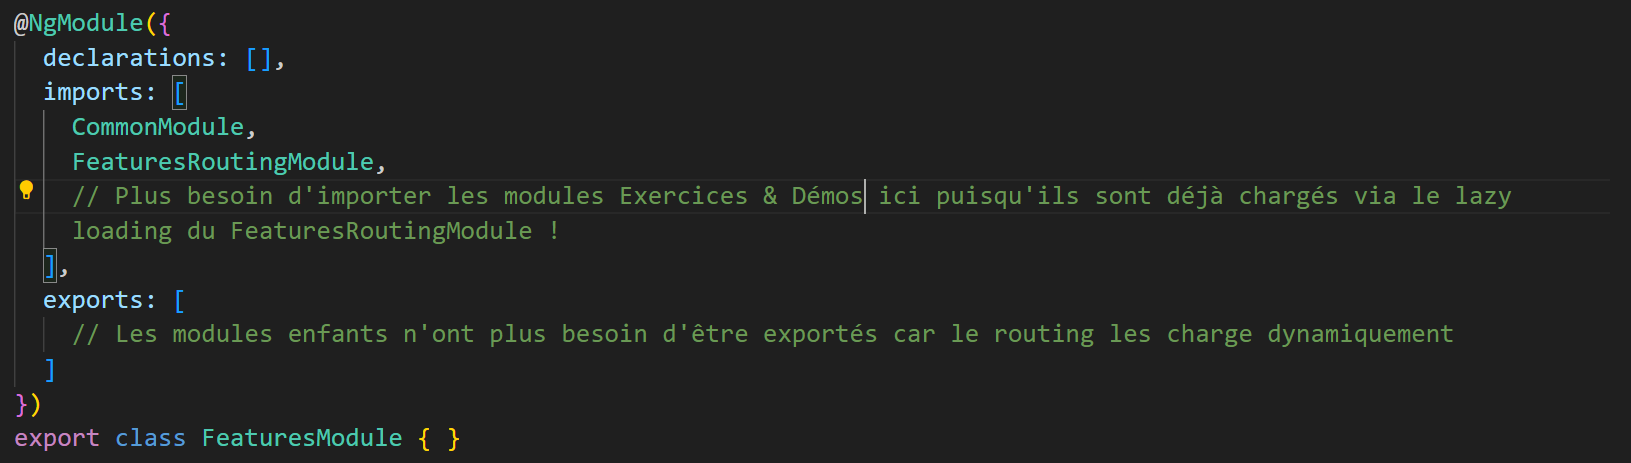 @NgModule({
declarations: [],
imports: [
CommonModule,
FeaturesRoutingModule,
// Plus besoin d'importer les modules Exercices & Démos ici puisqu'ils sont déjà chargés via le lazy
loading du FeaturesRoutingModule !
],
exports: [
// Les modules enfants n'ont plus besoin d'être exportés car le routing les charge dynamiquement
]
})
export class FeaturesModule { }